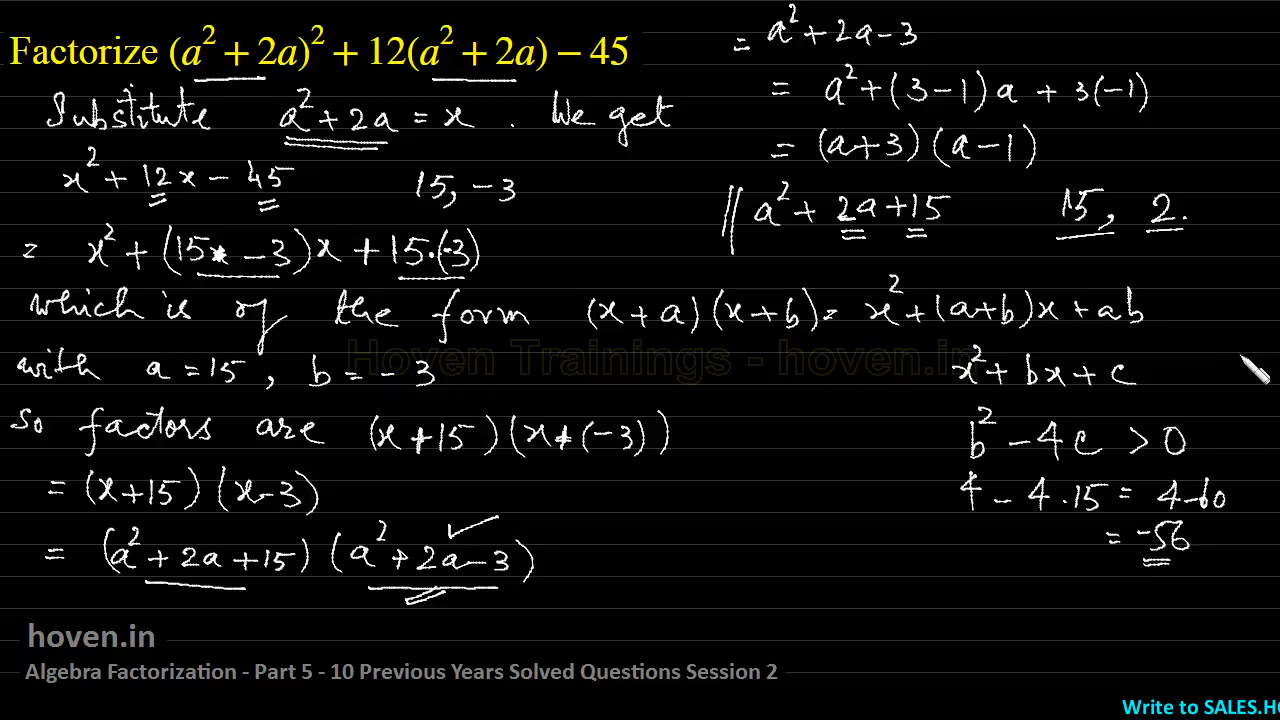 Factorize (a² + 2a)² + 12(a² + 2a) − 45
Substitute a² + 2a = x . We get
x² + 12x − 45 15, −3
= x² + (15 − 3)x + 15·(−3)
which is of the form (x + a)(x + b) = x² + (a+b)x + ab
with a = 15, b = −3
So factors are (x + 15)(x + (−3))
= (x+15)(x−3)
= (a² + 2a + 15)(a² + 2a − 3)
= a² + 2a − 3
= a² + (3 − 1)a + 3(−1)
= (a+3)(a−1)
|| a² + 2a + 15 15, 2.
x² + bx + c
b² − 4c > 0
4 − 4.15 = 4−60
= −56
Hoven Trainings - hoven.in
hoven.in
Algebra Factorization - Part 5 - 10 Previous Years Solved Questions Session 2
Write to SALES.H